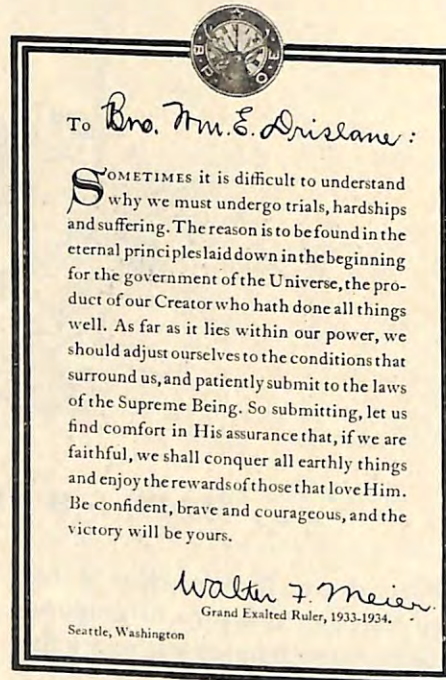 B. P. O. E.
To Bro. Wm. E. Drislane:
SOMETIMES it is difficult to understand
why we must undergo trials, hardships
and suffering. The reason is to be found in the
eternal principles laid down in the beginning
for the government of the Universe, the pro-
duct of our Creator who hath done all things
well. As far as it lies within our power, we
should adjust ourselves to the conditions that
surround us, and patiently submit to the laws
of the Supreme Being. So submitting, let us
find comfort in His assurance that, if we are
faithful, we shall conquer all earthly things
and enjoy the rewards of those that love Him.
Be confident, brave and courageous, and the
victory will be yours.
Walter F. Meier.
Grand Exalted Ruler, 1933-1934.
Seattle, Washington